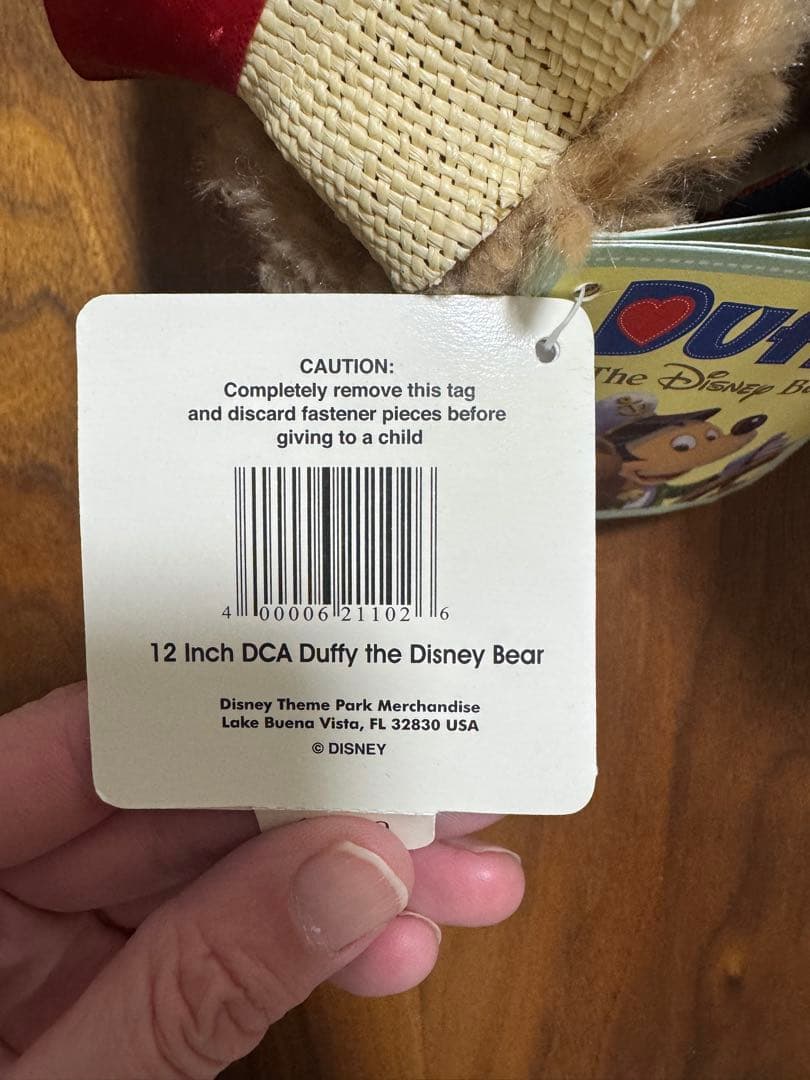 CAUTION:
Completely remove this tag
and discard fastener pieces before
giving to a child
4 00006 21102 6
12 Inch DCA Duffy the Disney Bear
Disney Theme Park Merchandise
Lake Buena Vista, FL 32830 USA
© DISNEY
The Disney